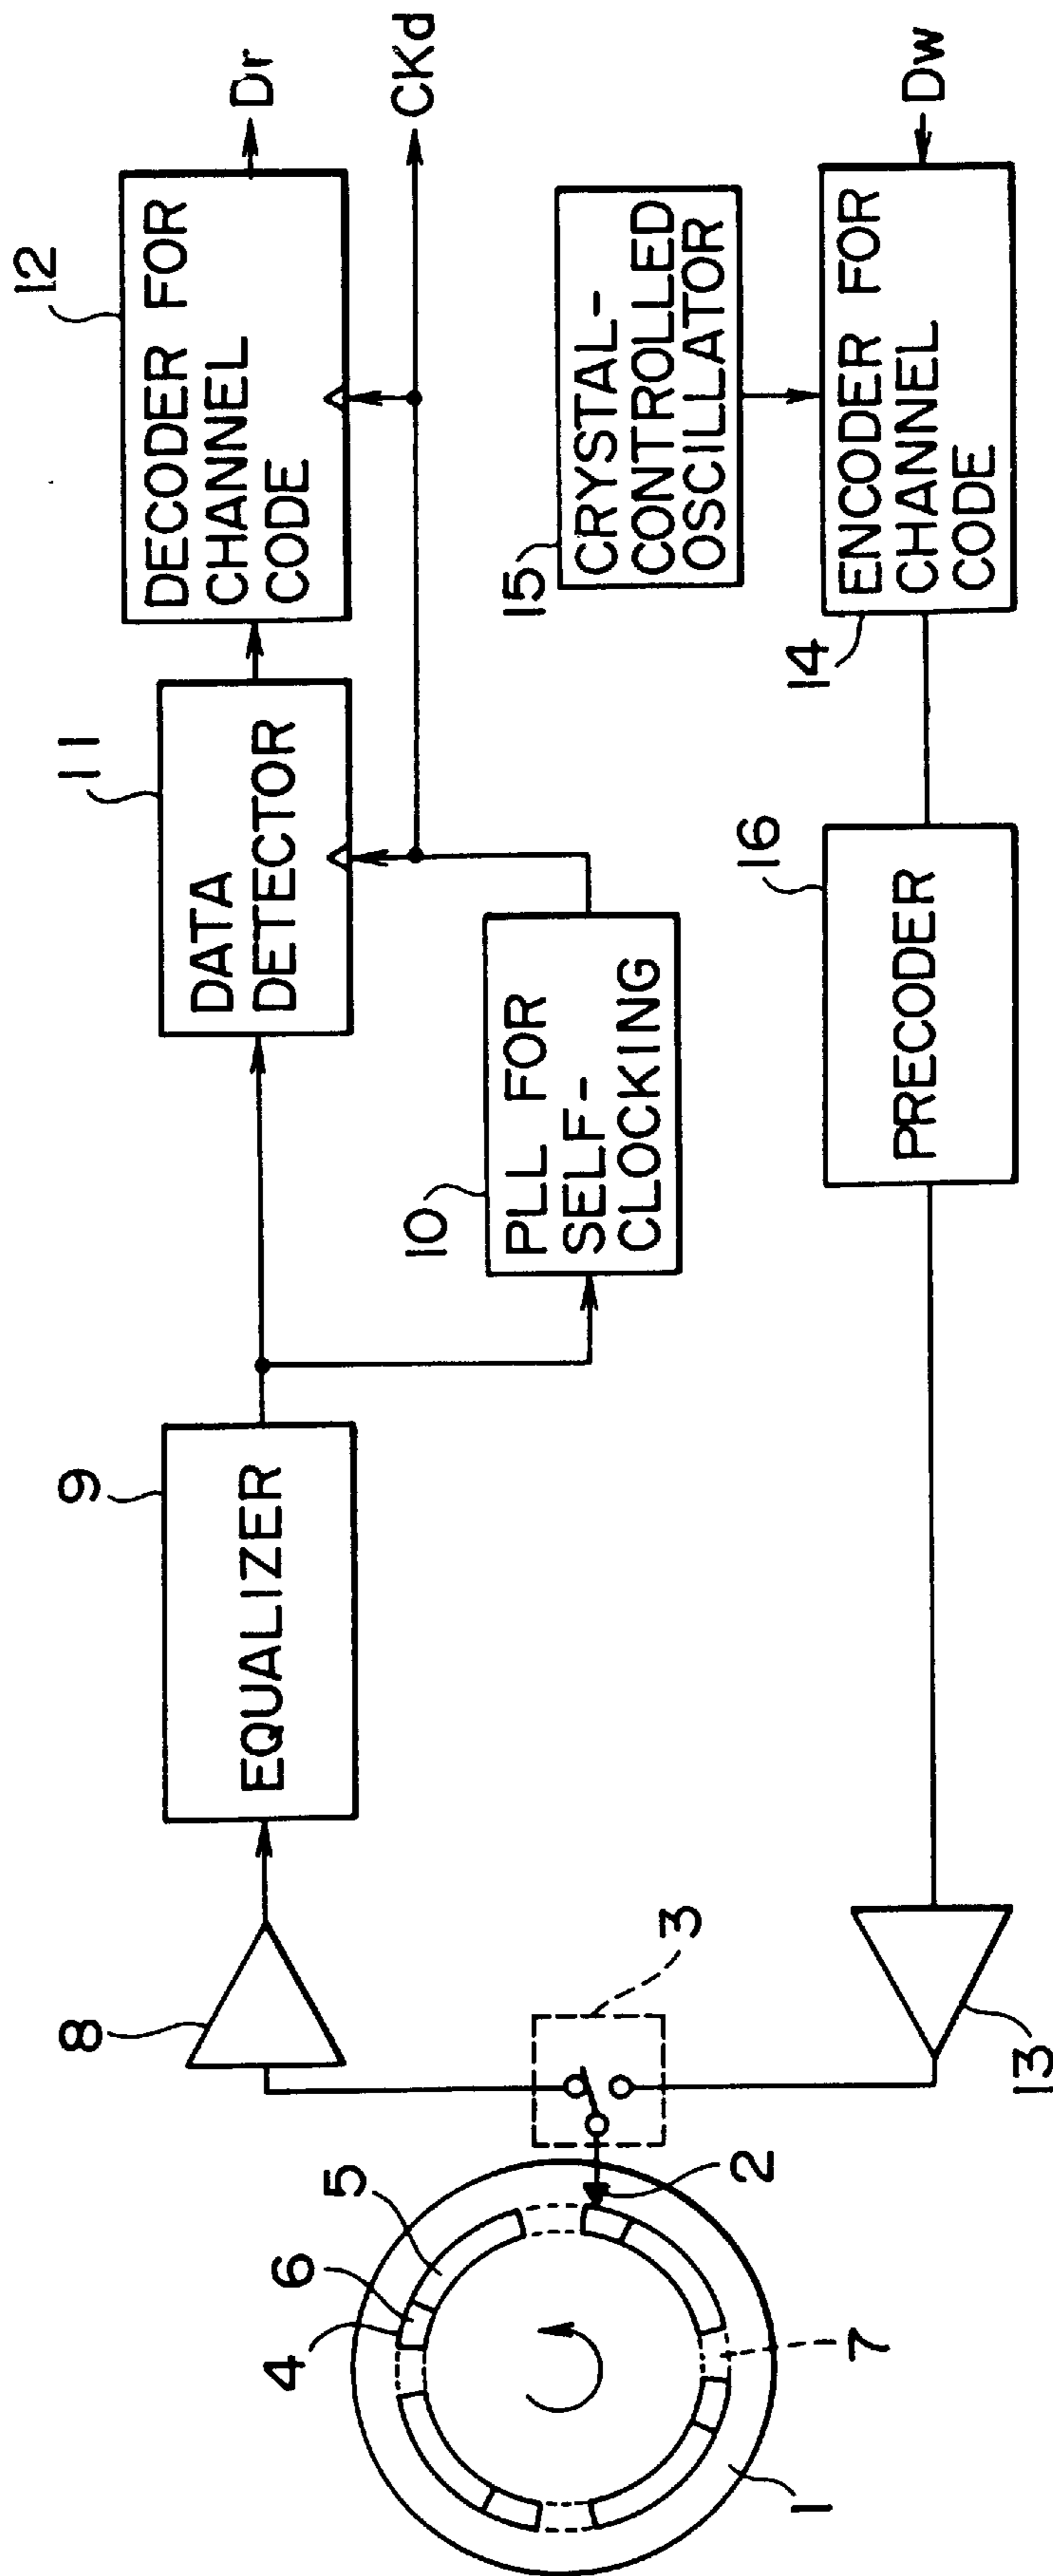 12
DECODER FOR
CHANNEL
CODE
Dr
CKd
11
DATA
DETECTOR
9
EQUALIZER
8
10
PLL FOR
SELF-
CLOCKING
15
CRYSTAL-
CONTROLLED
OSCILLATOR
14
ENCODER FOR
CHANNEL
CODE
Dw
16
PRECODER
13
3
2
5
6
4
7
1